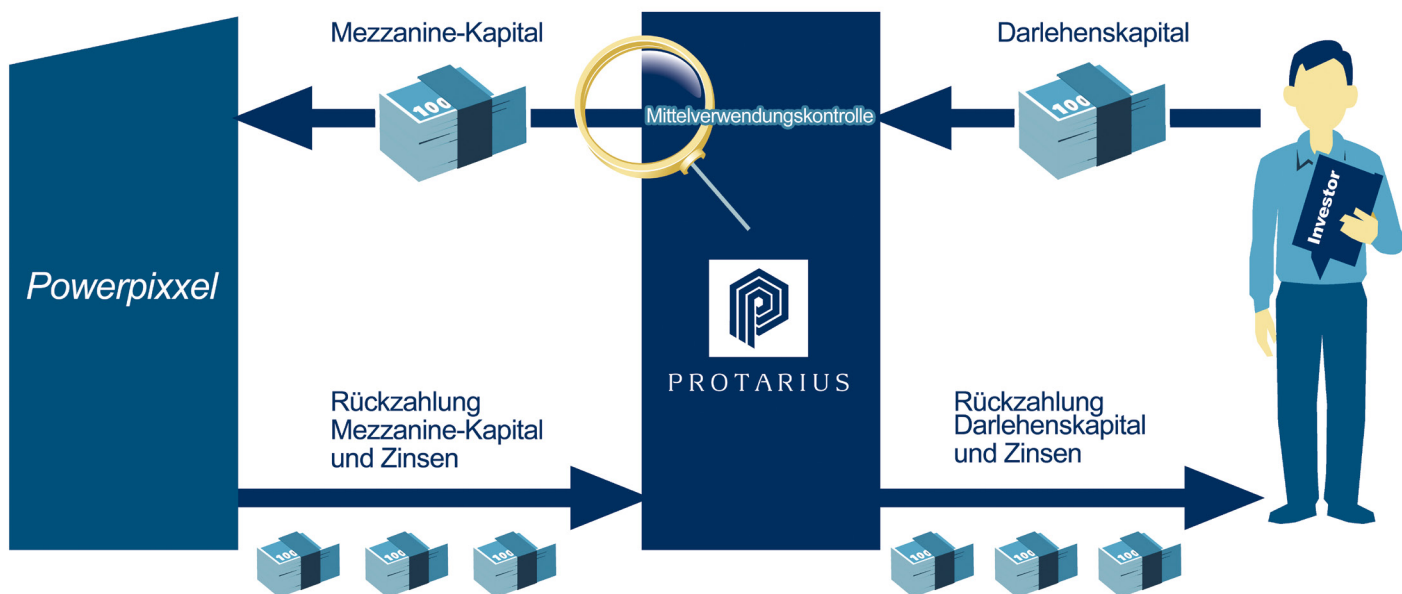 Mezzanine-Kapital
Darlehenskapital
100
100
Mittelverwendungskontrolle
Investor
Powerpixxel
PROTARIUS
Rückzahlung
Mezzanine-Kapital
und Zinsen
Rückzahlung
Darlehenskapital
und Zinsen
100
100
100
100
100
100